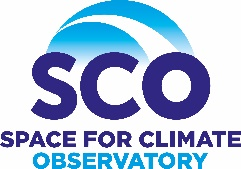 SCO
SPACE FOR CLIMATE
OBSERVATORY